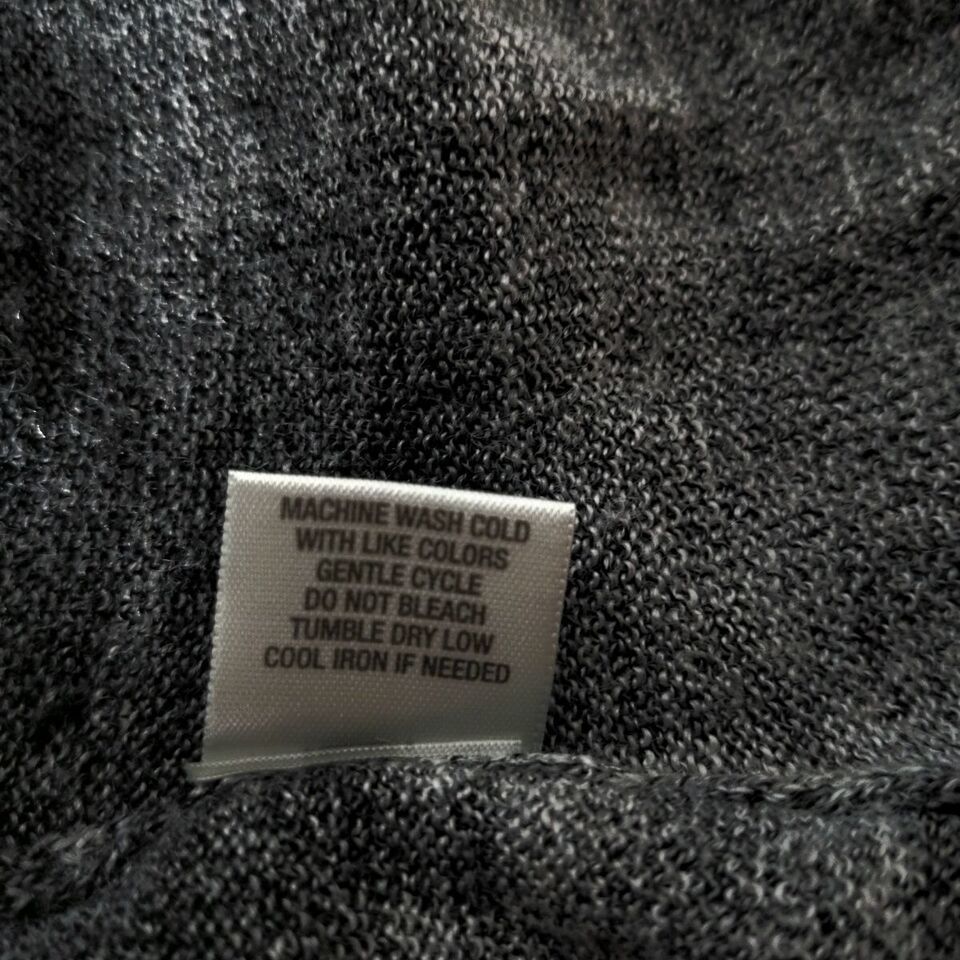 MACHINE WASH COLD
WITH LIKE COLORS
GENTLE CYCLE
DO NOT BLEACH
TUMBLE DRY LOW
COOL IRON IF NEEDED